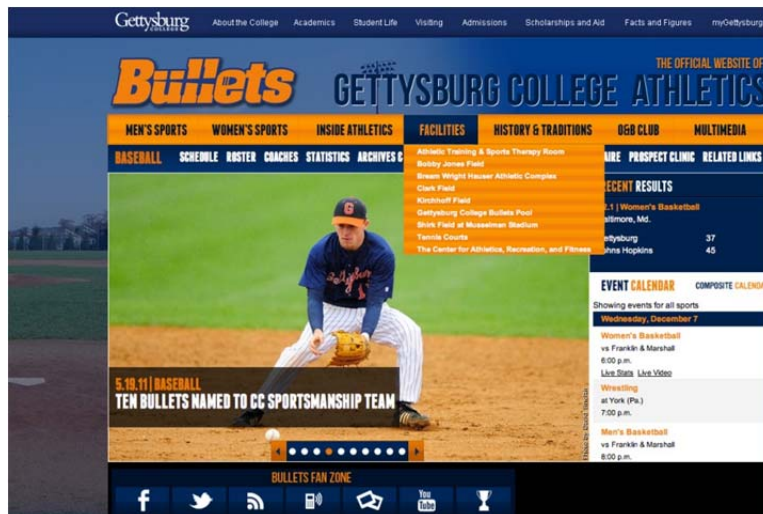 Gettysburg
COLLEGE
About the College Academics Student Life Visiting Admissions Scholarships and Aid Facts and Figures myGettysburg
THE OFFICIAL WEBSITE OF
Bullets
GETTYSBURG COLLEGE ATHLETICS
MEN'S SPORTS WOMEN'S SPORTS INSIDE ATHLETICS FACILITIES HISTORY & TRADITIONS O&B CLUB MULTIMEDIA
BASEBALL SCHEDULE ROSTER COACHES STATISTICS ARCHIVES PROSPECT CLINIC RELATED LINKS
Athletic Training & Sports Therapy Room
Bobby Jones Field
Bream Wright Hauser Athletic Complex
Clark Field
Kirchhoff Field
Gettysburg College Bullets Pool
Shirk Field at Musselman Stadium
Tennis Courts
The Center for Athletics, Recreation, and Fitness
G
Gettysburg
5.19.11 | BASEBALL
TEN BULLETS NAMED TO CC SPORTSMANSHIP TEAM
RECENT RESULTS
2.1 | Women's Basketball
altimore, Md.
ettysburg 37
ohns Hopkins 45
EVENT CALENDAR COMPOSITE CALENDA
Showing events for all sports
Wednesday, December 7
Women's Basketball
vs Franklin & Marshall
6:00 p.m.
Live Stats Live Video
Wrestling
at York (Pa.)
7:00 p.m.
Men's Basketball
vs Franklin & Marshall
8:00 p.m.
BULLETS FAN ZONE
f
You
Tube